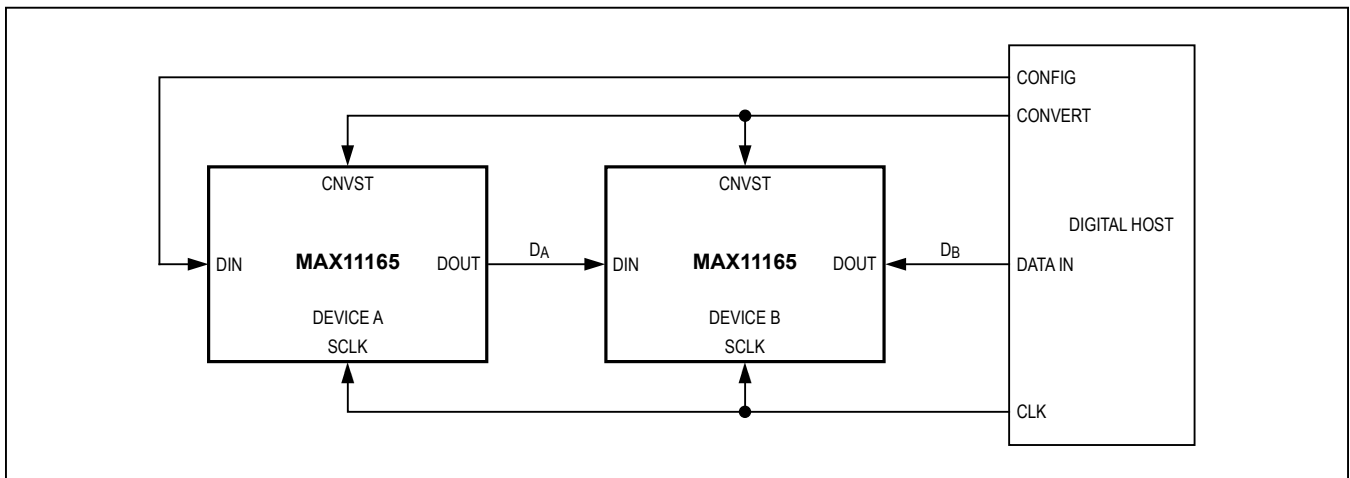 CONFIG
CONVERT
CNVST
CNVST
DIGITAL HOST
DIN
MAX11165
DOUT
DA
DIN
MAX11165
DOUT
DB
DATA IN
DEVICE A
DEVICE B
SCLK
SCLK
CLK